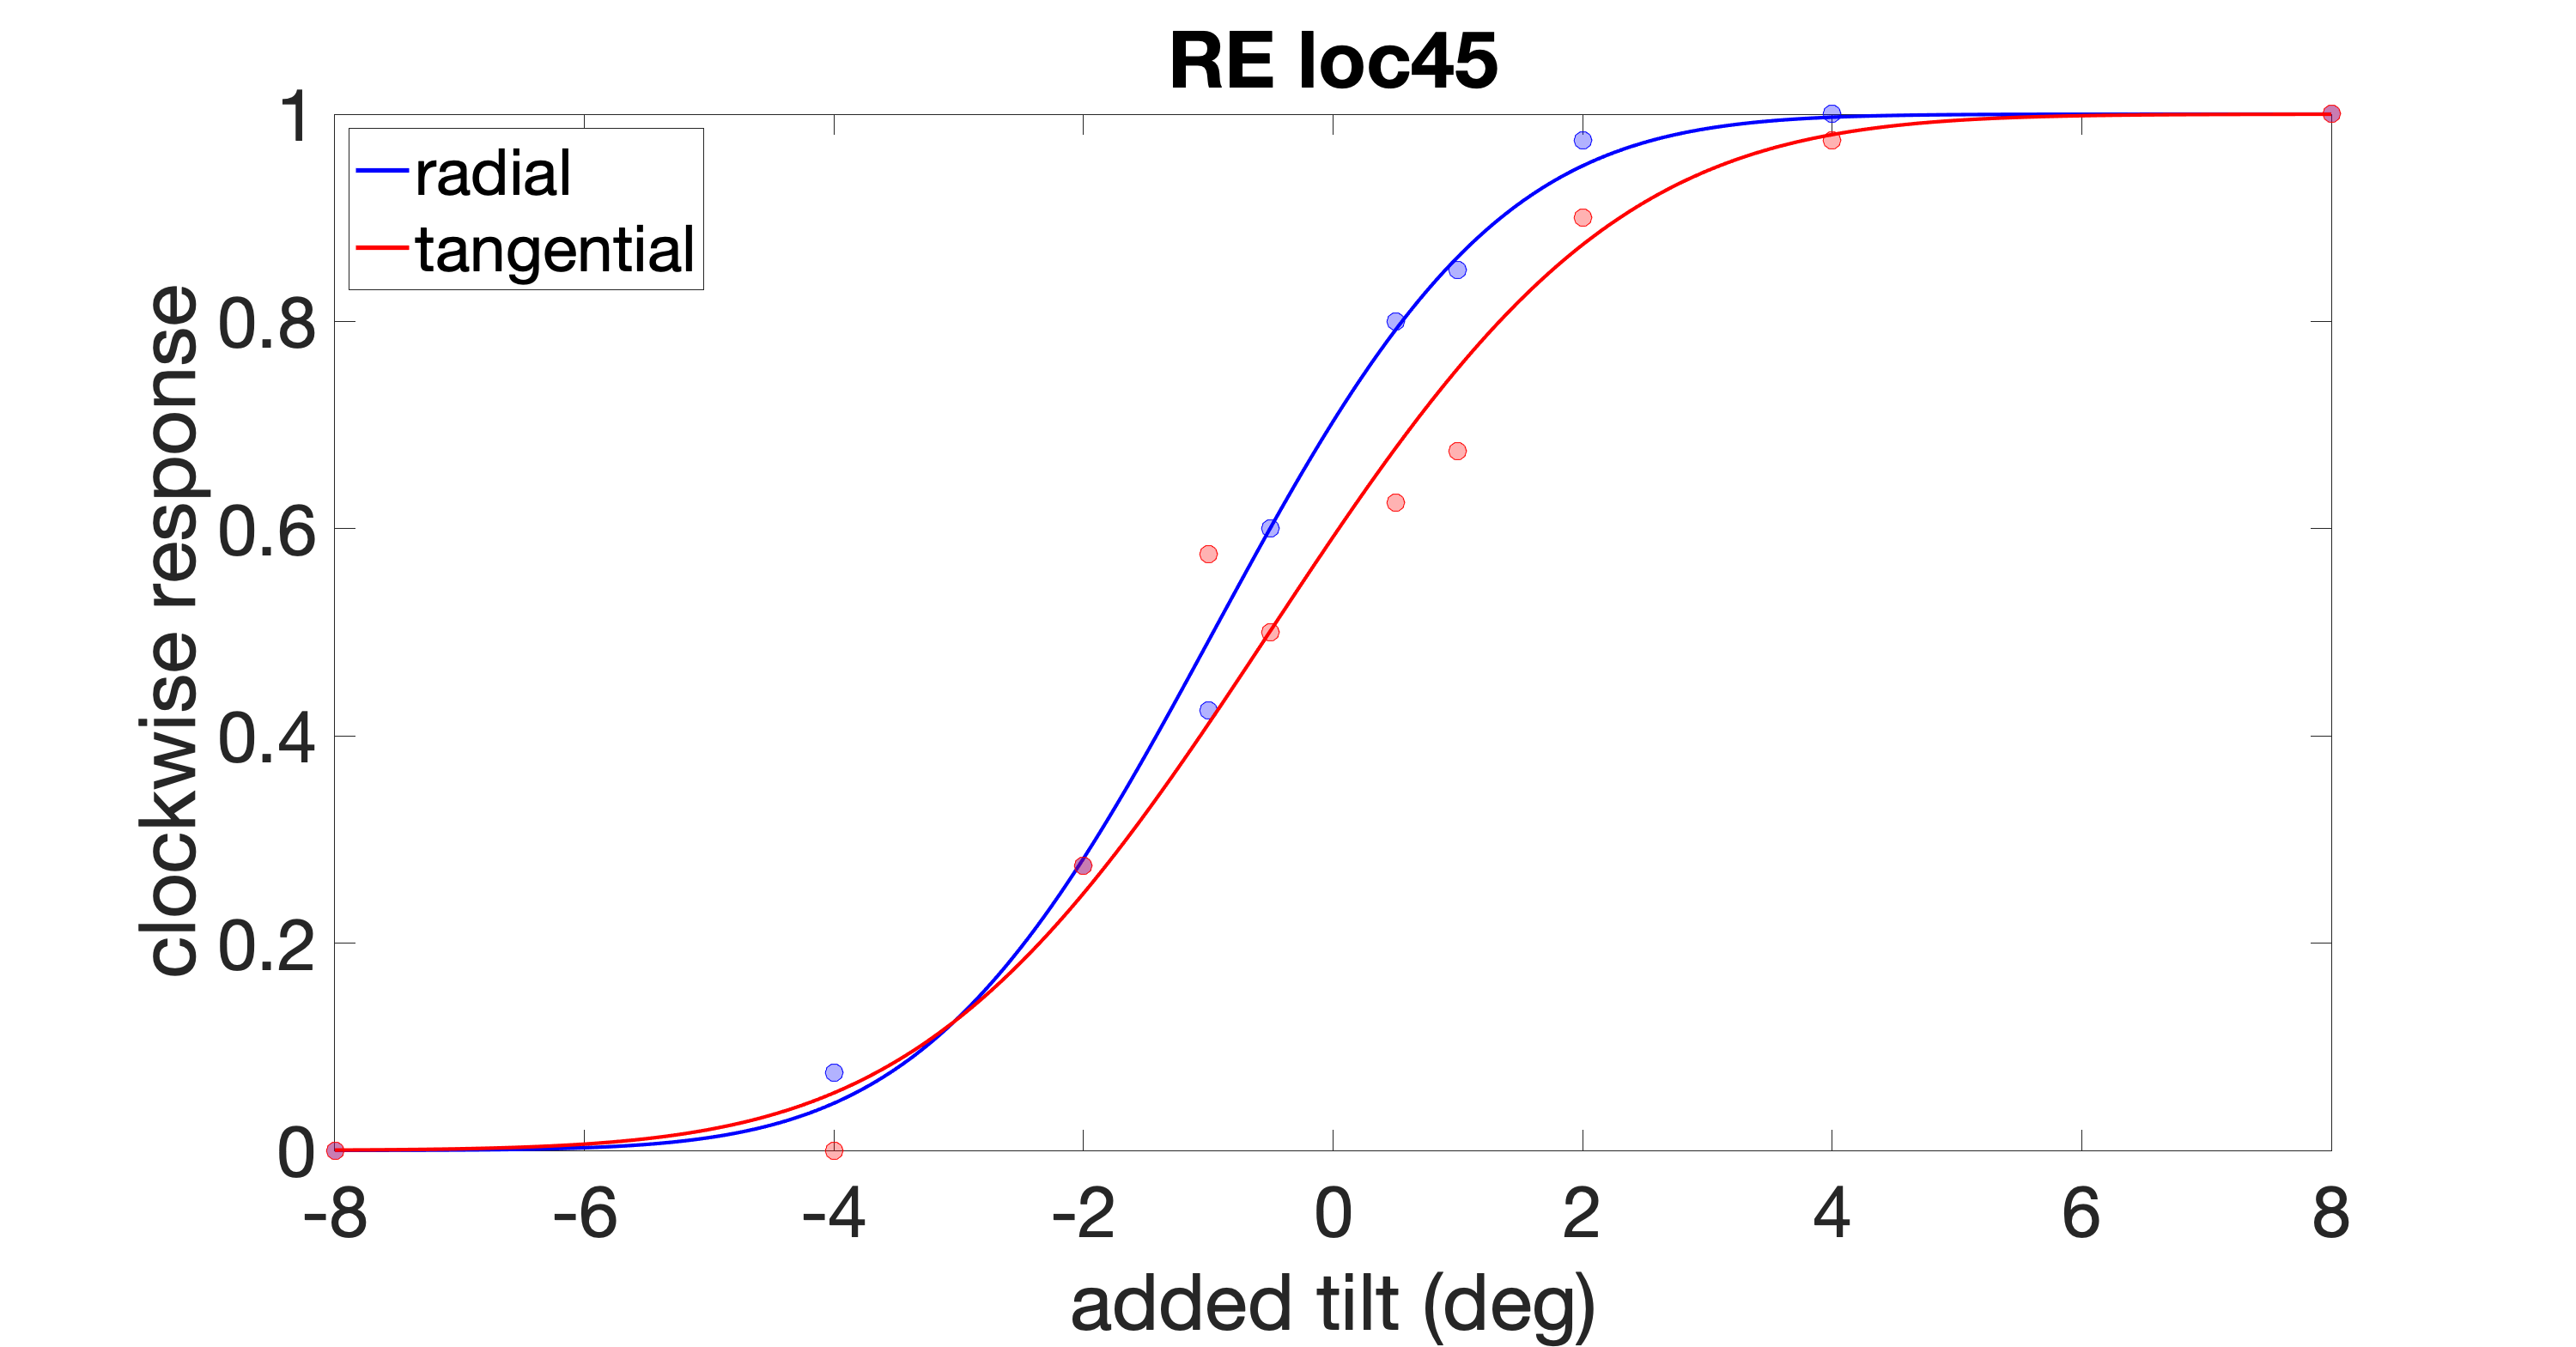 RE loc45
radial
tangential
clockwise response
1
0.8
0.6
0.4
0.2
0
-8 -6 -4 -2 0 2 4 6 8
added tilt (deg)